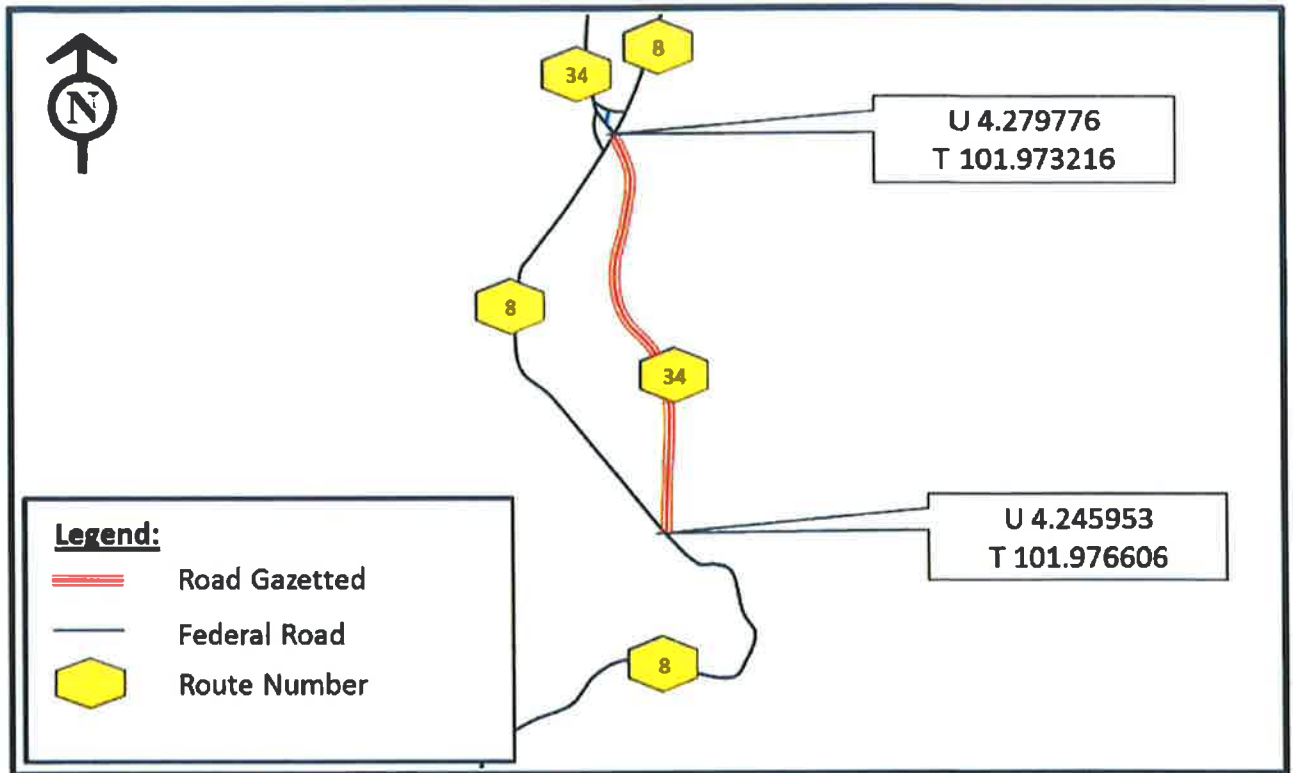 N
34
8
U 4.279776
T 101.973216
8
34
U 4.245953
T 101.976606
8
Legend:
Road Gazetted
Federal Road
Route Number